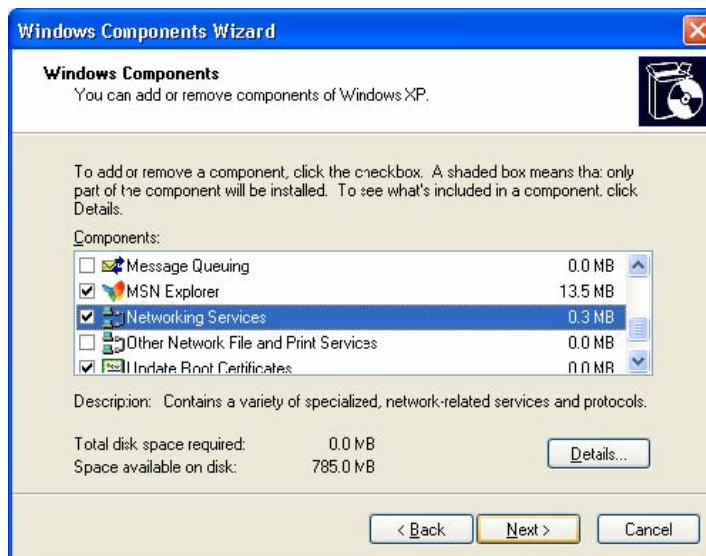 Windows Components Wizard
Windows Components
You can add or remove components of Windows XP.
To add or remove a component, click the checkbox. A shaded box means that only
part of the component will be installed. To see what's included in a component, click
Details.
Components:
Message Queuing 0.0 MB
MSN Explorer 13.5 MB
Networking Services 0.3 MB
Other Network File and Print Services 0.0 MB
Update Root Certificates 0.0 MB
Description: Contains a variety of specialized, network-related services and protocols.
Total disk space required: 0.0 MB
Space available on disk: 785.0 MB
Details...
< Back Next > Cancel